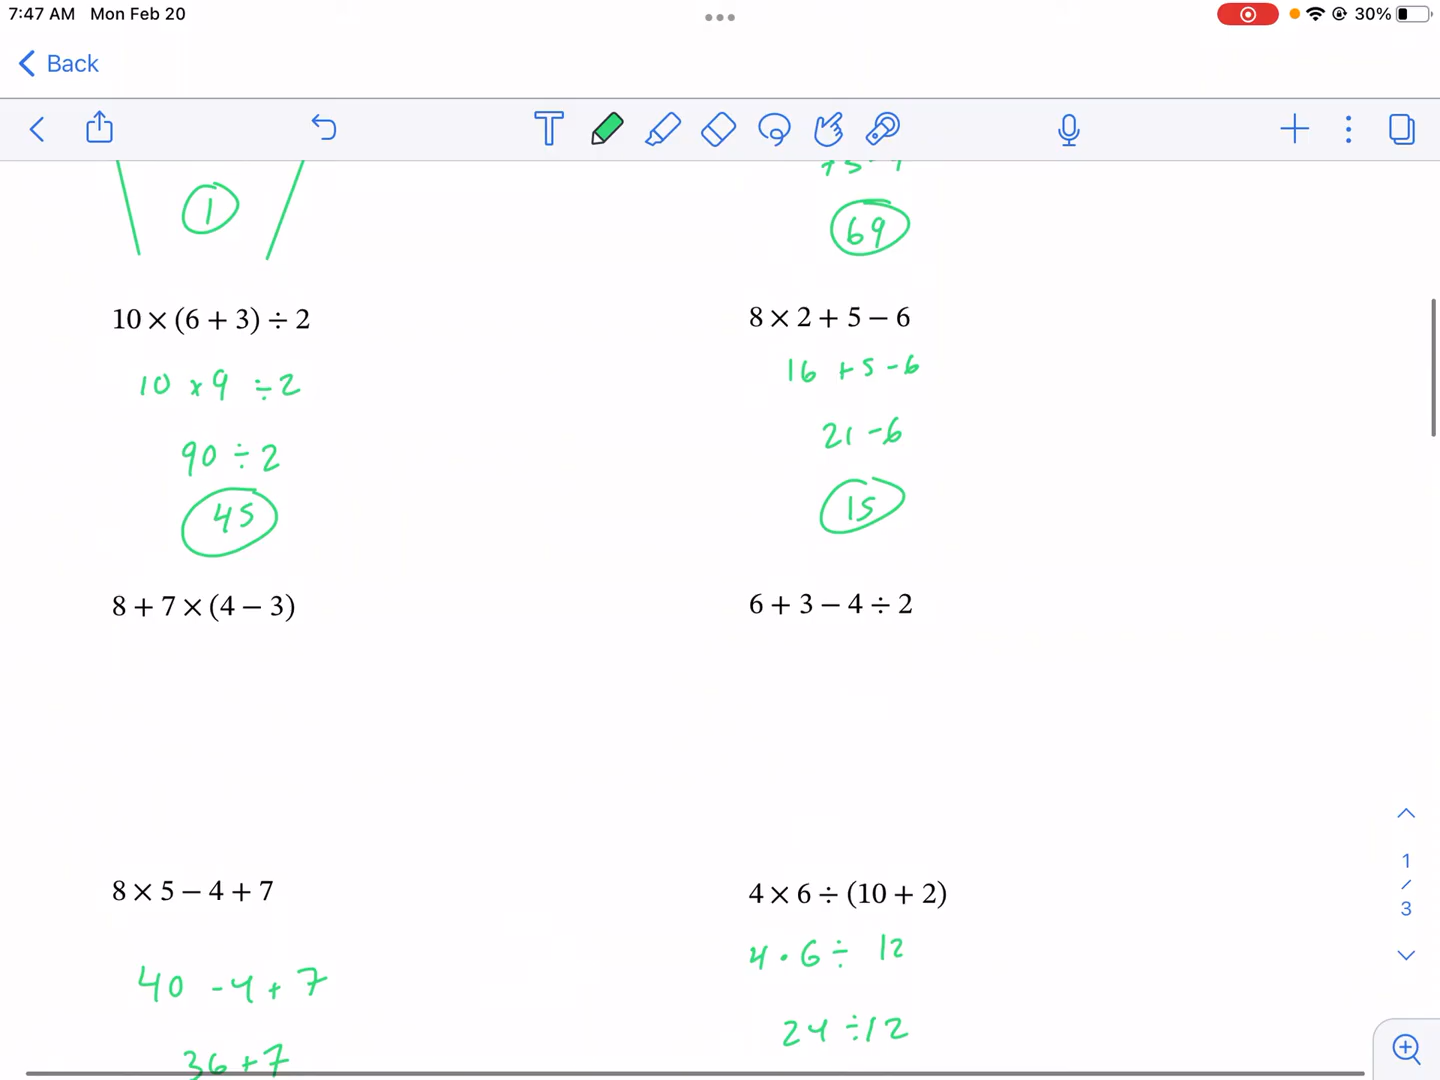 7:47 AM Mon Feb 20
30%
Back
T
1
69
10 × (6 + 3) ÷ 2
10 × 9 ÷ 2
90 ÷ 2
45
8 × 2 + 5 − 6
16 + 5 - 6
21 - 6
15
8 + 7 × (4 − 3)
6 + 3 − 4 ÷ 2
8 × 5 − 4 + 7
40 - 4 + 7
36 + 7
4 × 6 ÷ (10 + 2)
4 · 6 ÷ 12
24 ÷ 12
1
/
3